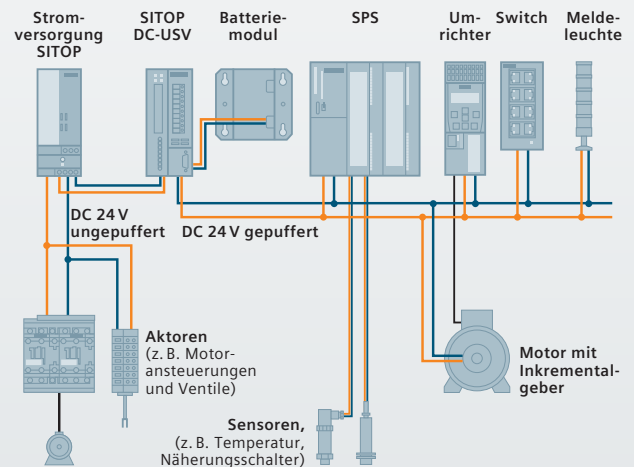 Strom-
versorgung
SITOP
SITOP
DC-USV
Batterie-
modul
SPS
Um-
richter
Switch
Melde-
leuchte
DC 24 V
ungepuffert
DC 24 V gepuffert
Aktoren
(z. B. Motor-
ansteuerungen
und Ventile)
Motor mit
Inkremental-
geber
Sensoren,
(z. B. Temperatur,
Näherungsschalter)